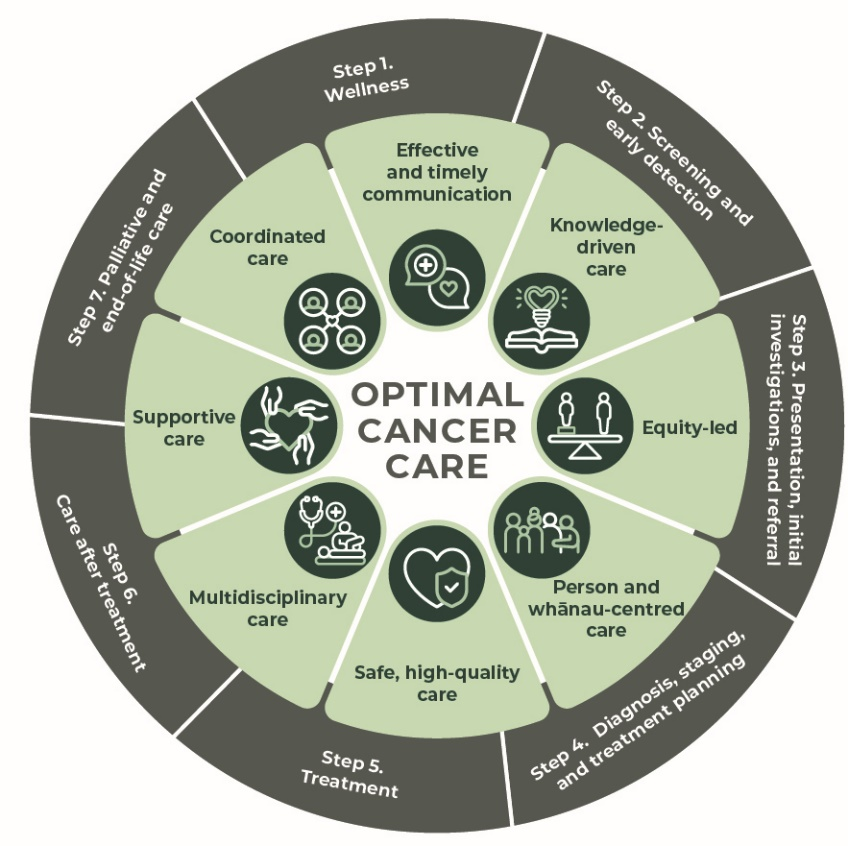 OPTIMAL
CANCER
CARE
Effective
and timely
communication
Knowledge-
driven
care
Equity-led
Person and
whānau-centred
care
Safe, high-quality
care
Multidisciplinary
care
Supportive
care
Coordinated
care
Step 1.
Wellness
Step 2. Screening and
early detection
Step 3. Presentation, initial
investigations, and referral
Step 4. Diagnosis, staging,
and treatment planning
Step 5.
Treatment
Step 6.
Care after treatment
Step 7. Palliative and
end-of-life care